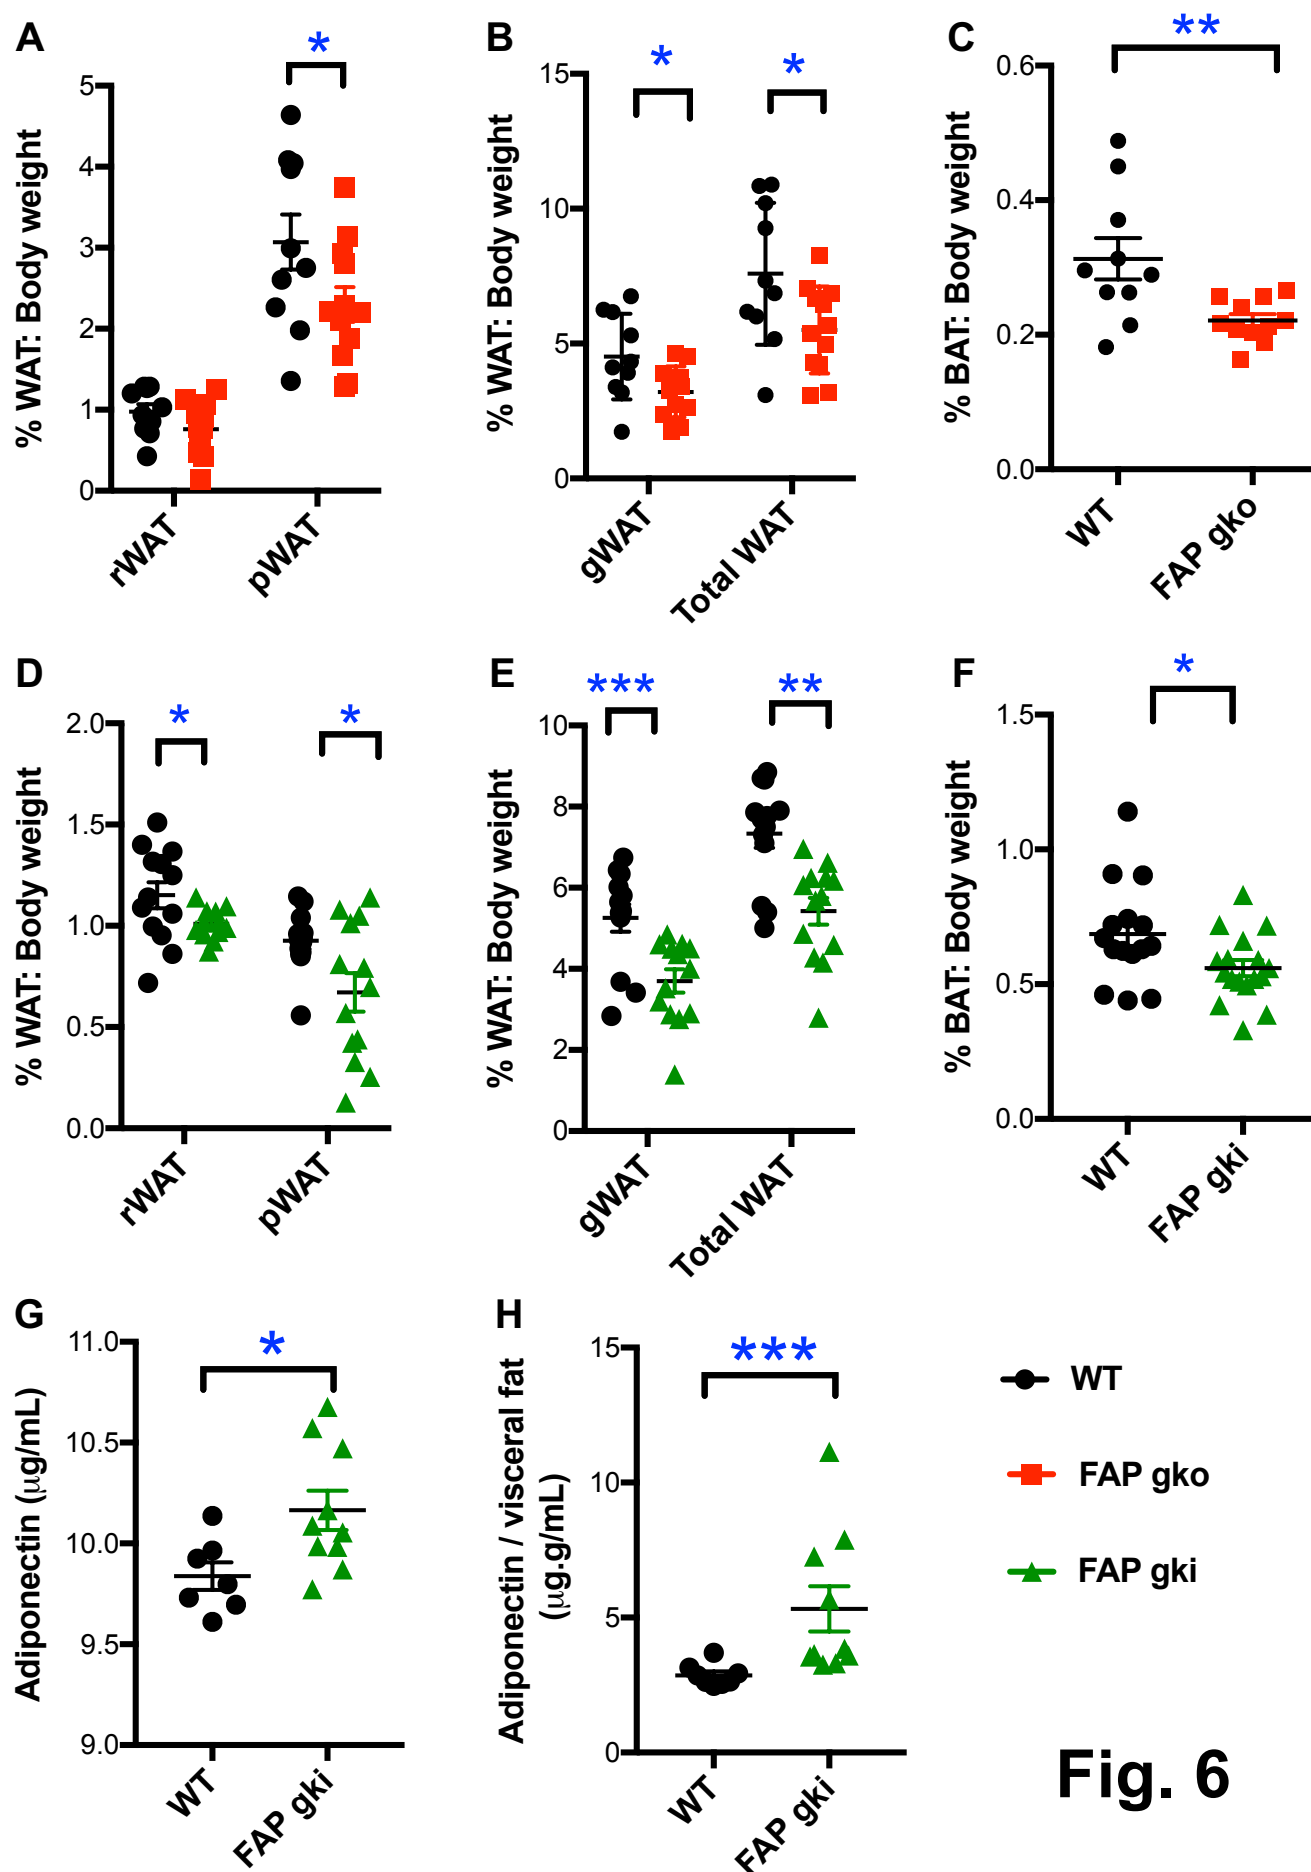 A
% WAT: Body weight
5
4
3
2
1
0
*
rWAT
pWAT
B
% WAT: Body weight
15
10
5
0
*
*
gWAT
Total WAT
C
% BAT: Body weight
0.6
0.4
0.2
0.0
**
WT
FAP gko
D
% WAT: Body weight
2.0
1.5
1.0
0.5
0.0
*
*
rWAT
pWAT
E
% WAT: Body weight
10
8
6
4
2
0
***
**
gWAT
Total WAT
F
% BAT: Body weight
1.5
1.0
0.5
0.0
*
WT
FAP gki
G
Adiponectin (μg/mL)
11.0
10.5
10.0
9.5
9.0
*
WT
FAP gki
H
Adiponectin / visceral fat
(μg.g/mL)
15
10
5
0
***
WT
FAP gki
WT
FAP gko
FAP gki
Fig. 6